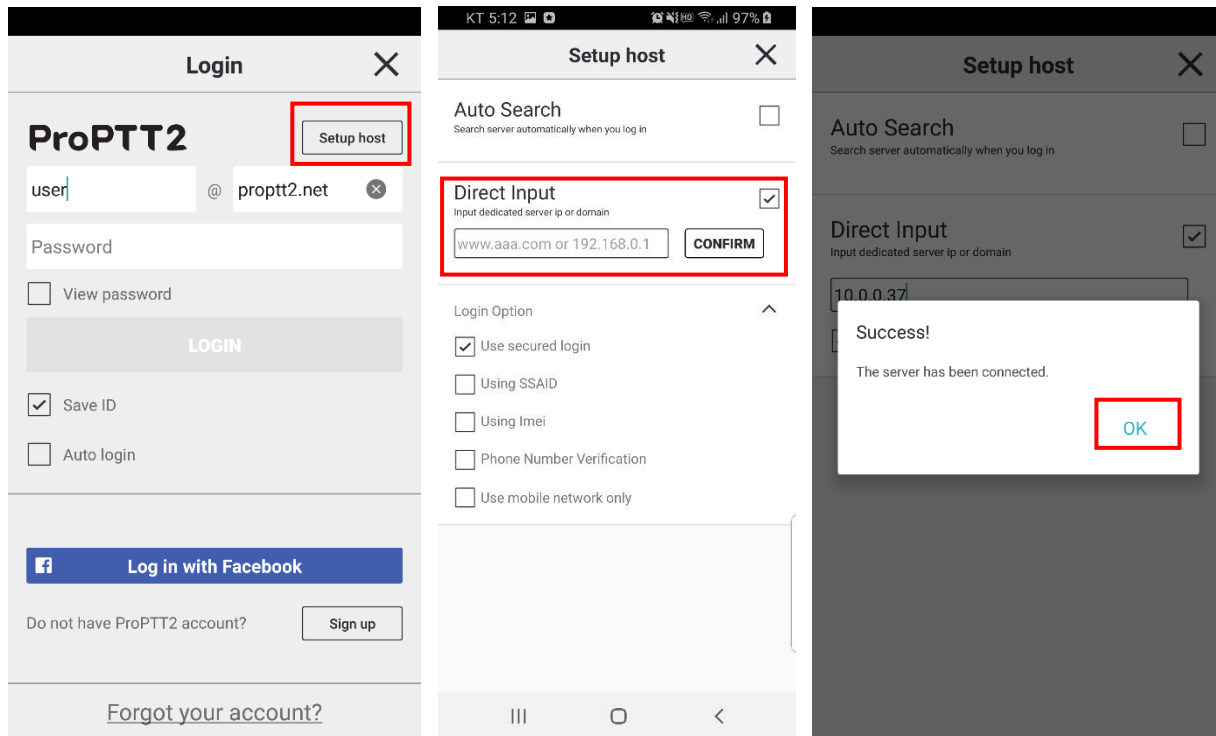 Login
ProPTT2
Setup host
user
@
proptt2.net
Password
View password
LOGIN
Save ID
Auto login
Log in with Facebook
Do not have ProPTT2 account?
Sign up
Forgot your account?
KT 5:12
HD
97%
Setup host
Auto Search
Search server automatically when you log in
Direct Input
Input dedicated server ip or domain
www.aaa.com or 192.168.0.1
CONFIRM
Login Option
Use secured login
Using SSAID
Using Imei
Phone Number Verification
Use mobile network only
Setup host
Auto Search
Search server automatically when you log in
Direct Input
Input dedicated server ip or domain
10.0.0.37
Success!
The server has been connected.
OK